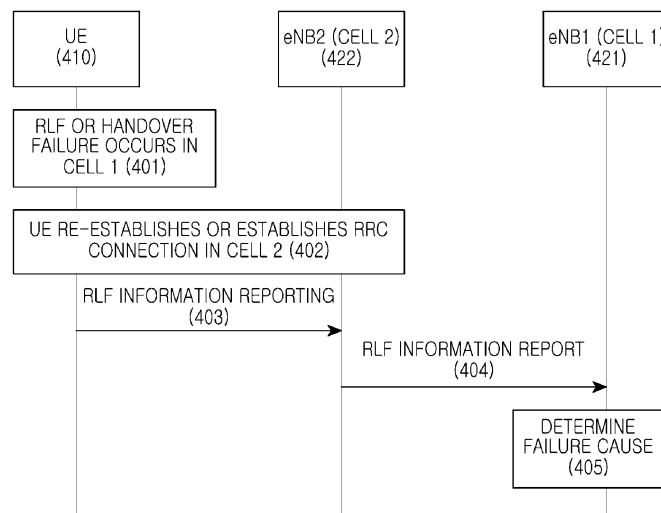 UE
(410)
eNB2 (CELL 2)
(422)
eNB1 (CELL 1)
(421)
RLF OR HANDOVER
FAILURE OCCURS IN
CELL 1 (401)
UE RE-ESTABLISHES OR ESTABLISHES RRC
CONNECTION IN CELL 2 (402)
RLF INFORMATION REPORTING
(403)
RLF INFORMATION REPORT
(404)
DETERMINE
FAILURE CAUSE
(405)